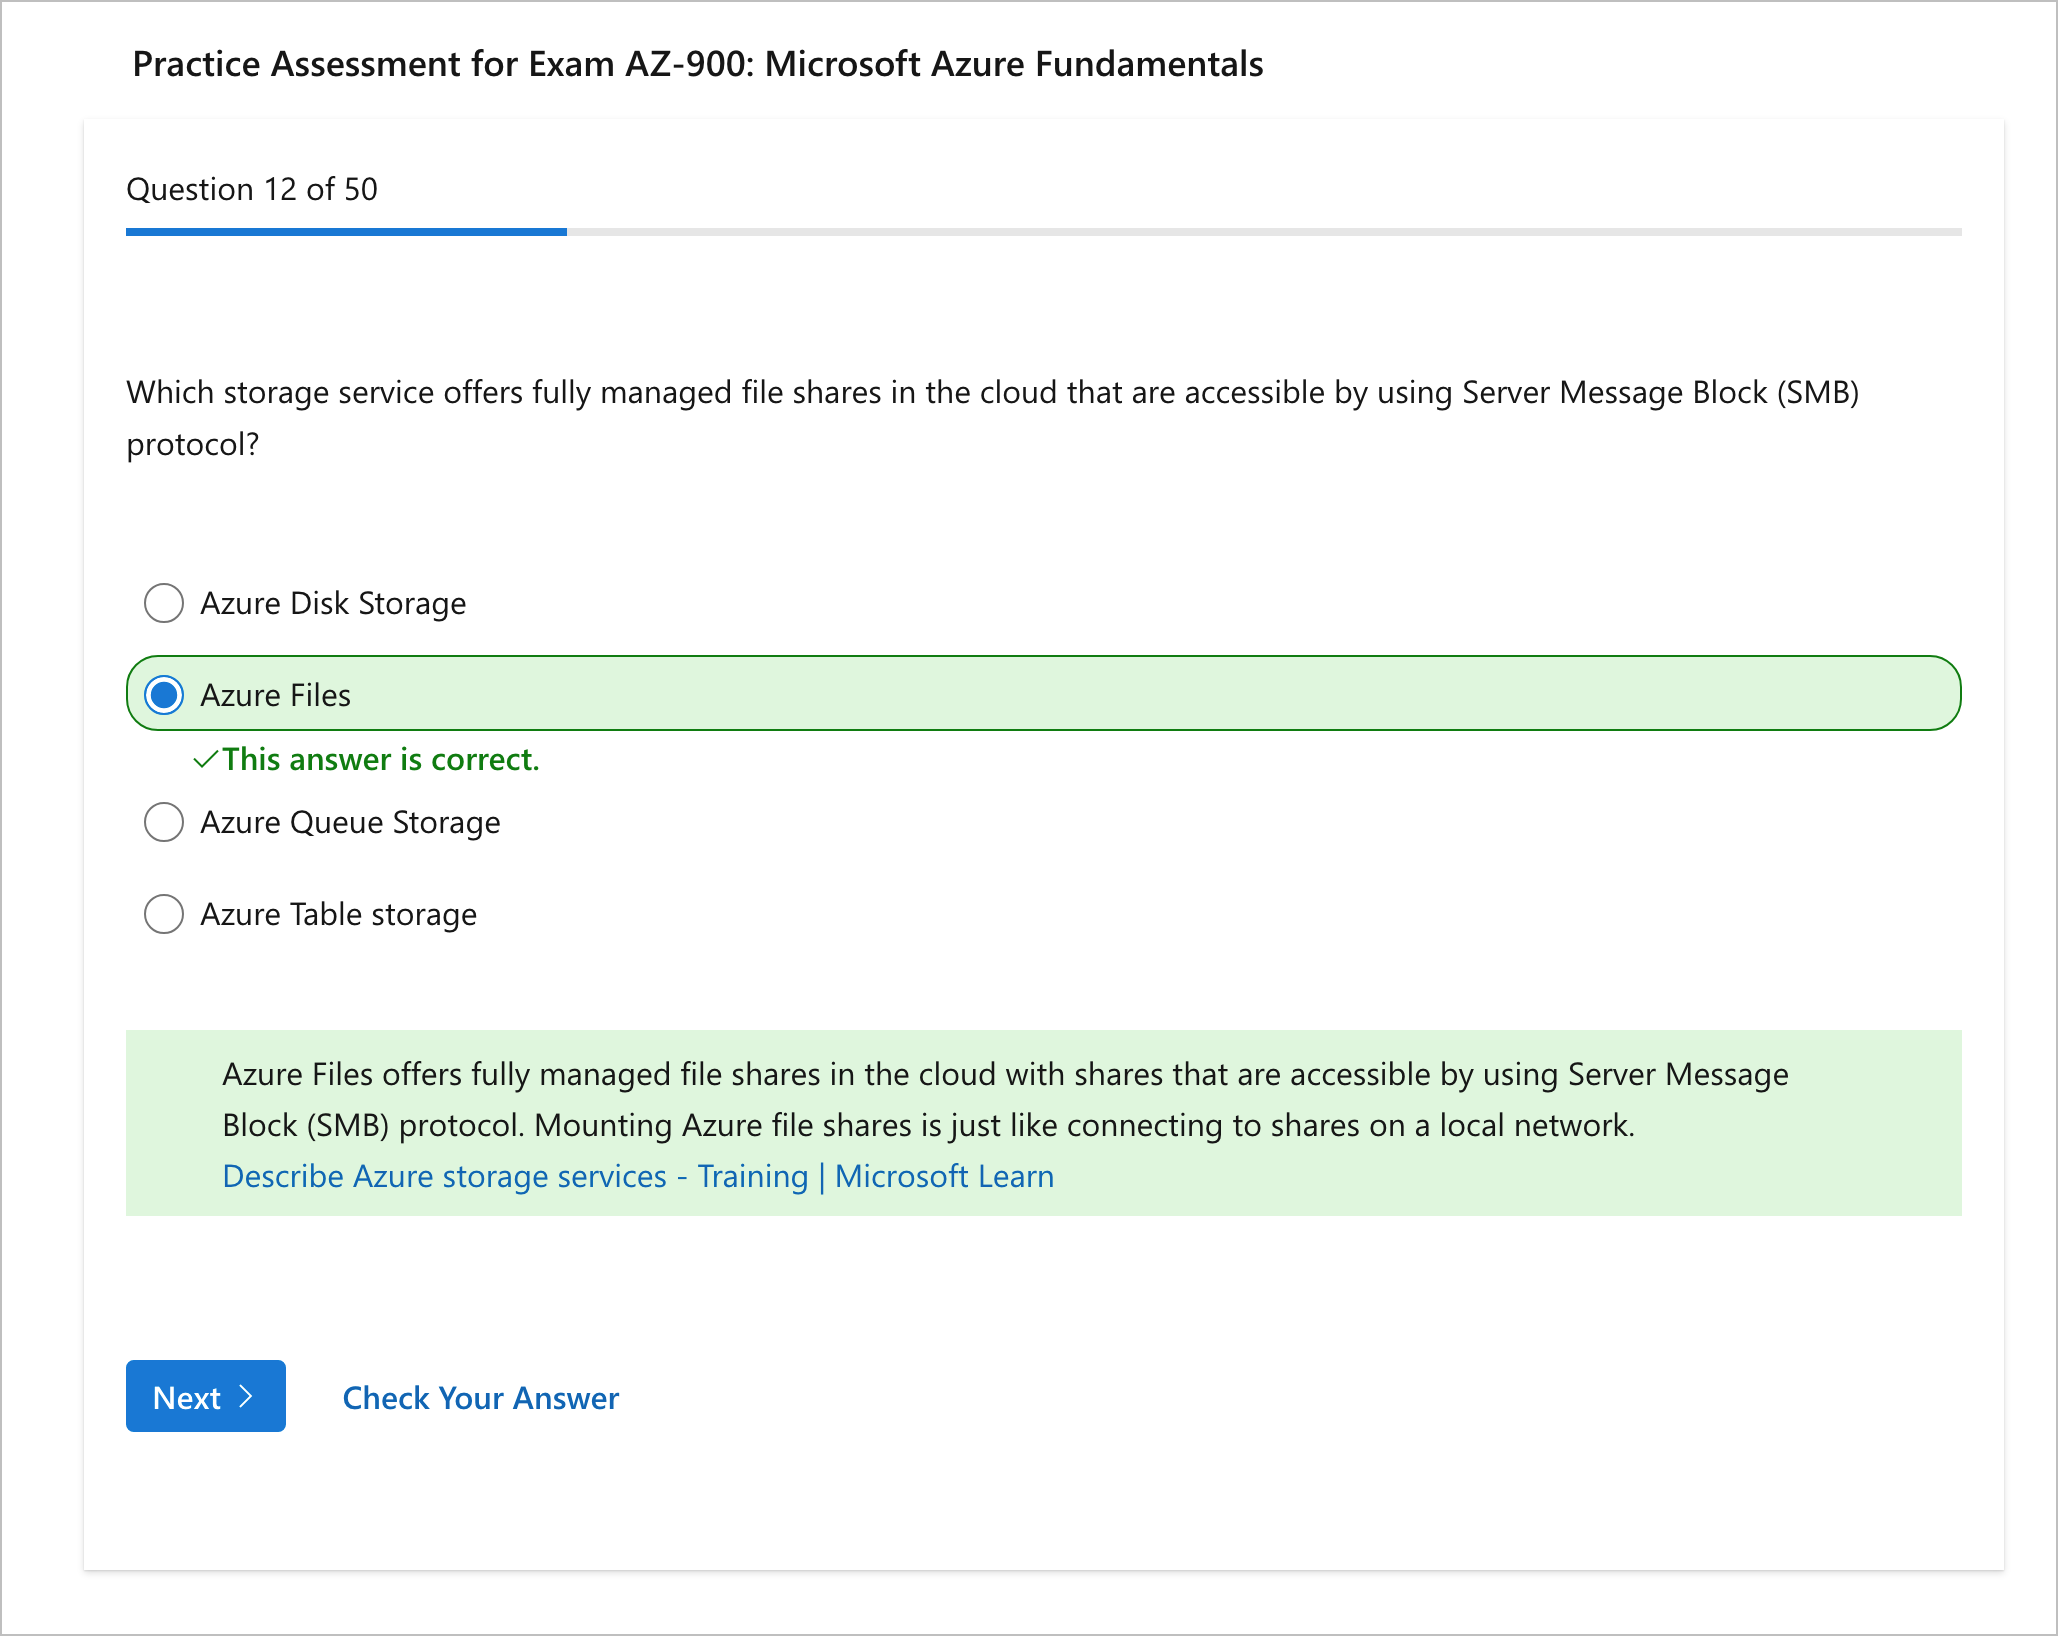 Practice Assessment for Exam AZ-900: Microsoft Azure Fundamentals
Question 12 of 50
Which storage service offers fully managed file shares in the cloud that are accessible by using Server Message Block (SMB)
protocol?
Azure Disk Storage
Azure Files
This answer is correct.
Azure Queue Storage
Azure Table storage
Azure Files offers fully managed file shares in the cloud with shares that are accessible by using Server Message
Block (SMB) protocol. Mounting Azure file shares is just like connecting to shares on a local network.
Describe Azure storage services - Training | Microsoft Learn
Next
Check Your Answer